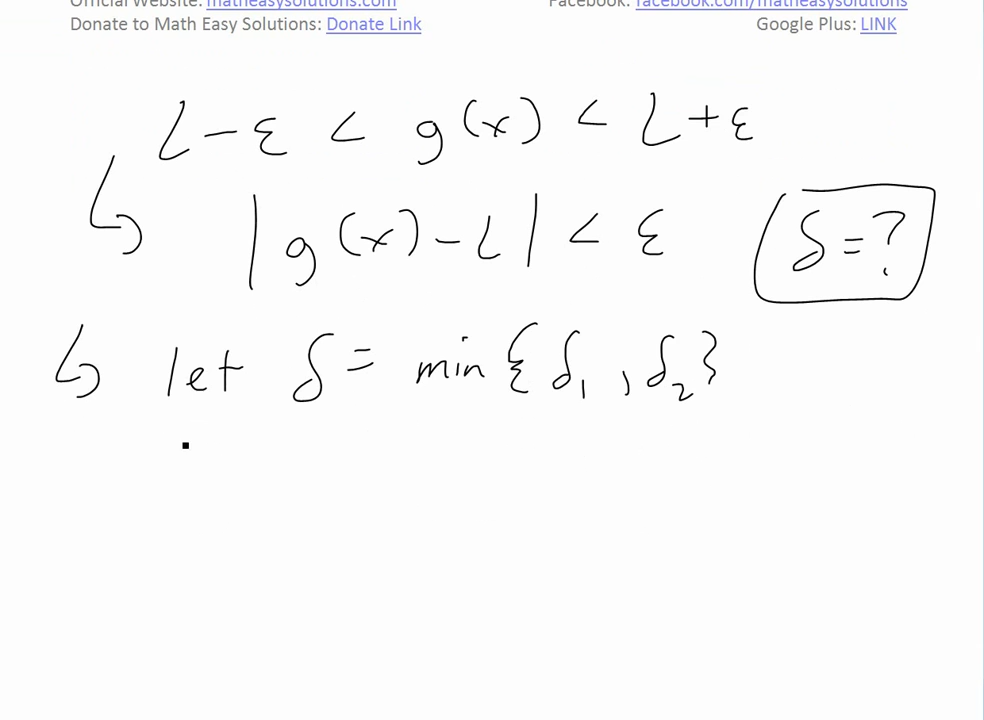 Official Website: matheasysolutions.com Facebook: facebook.com/matheasysolutions
Donate to Math Easy Solutions: Donate Link Google Plus: LINK
L - ε < g(x) < L + ε
|g(x) - L| < ε δ = ?
let δ = min{δ₁, δ₂}